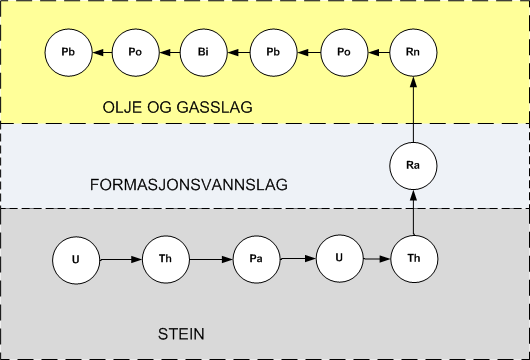 Pb Po Bi Pb Po Rn
OLJE OG GASSLAG
Ra
FORMASJONSVANNSLAG
U Th Pa U Th
STEIN